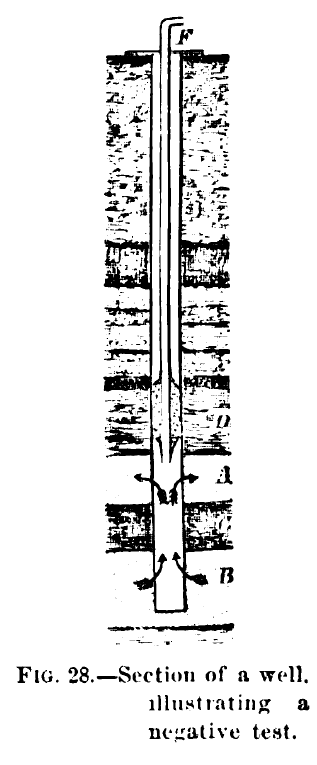 F
D
A
B
FIG. 28.—Section of a well,
illustrating a
negative test.